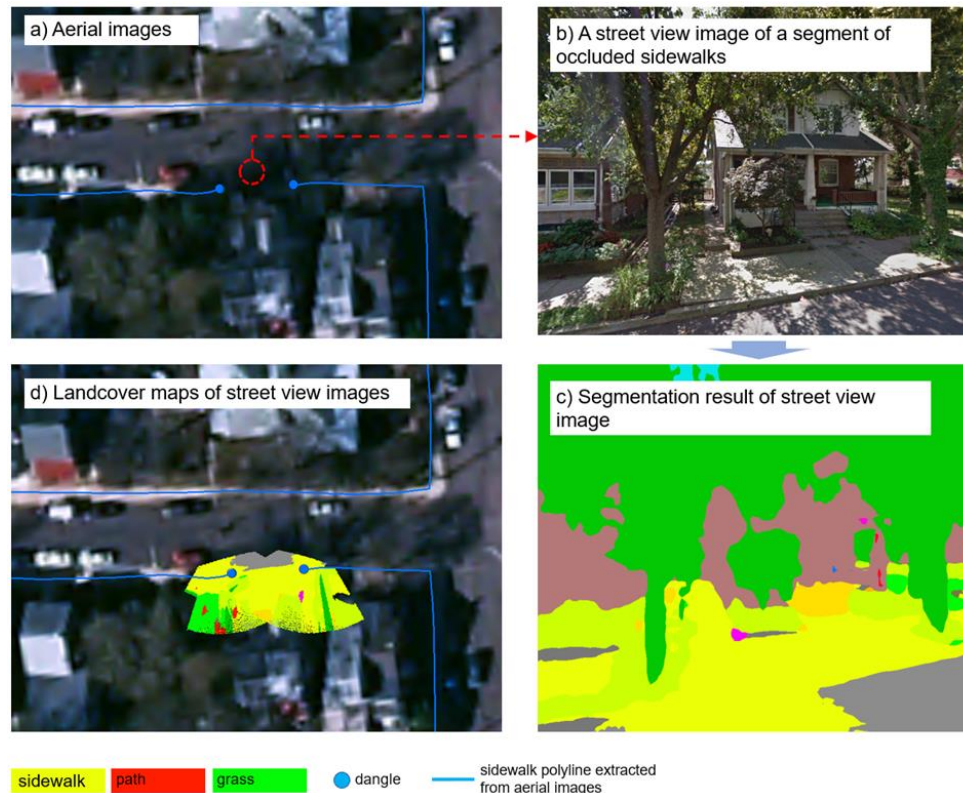 a) Aerial images
b) A street view image of a segment of
occluded sidewalks
d) Landcover maps of street view images
c) Segmentation result of street view
image
sidewalk
path
grass
dangle
sidewalk polyline extracted
from aerial images